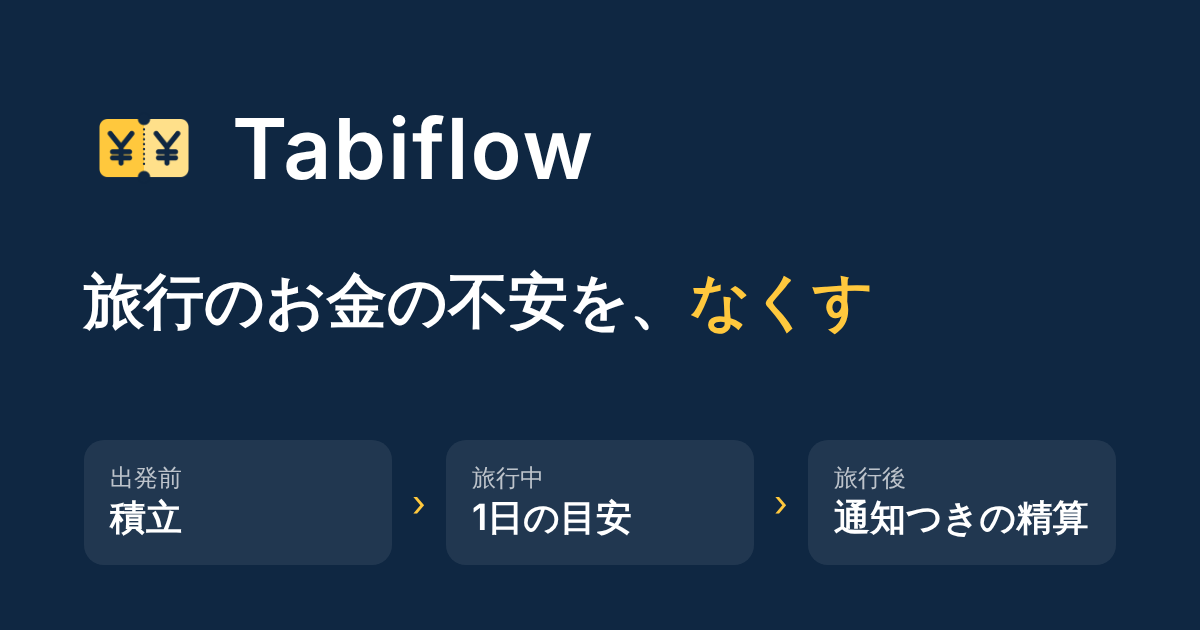 ¥ ¥ Tabiflow
旅行のお金の不安を、なくす
出発前
積立
›
旅行中
1日の目安
›
旅行後
通知つきの精算